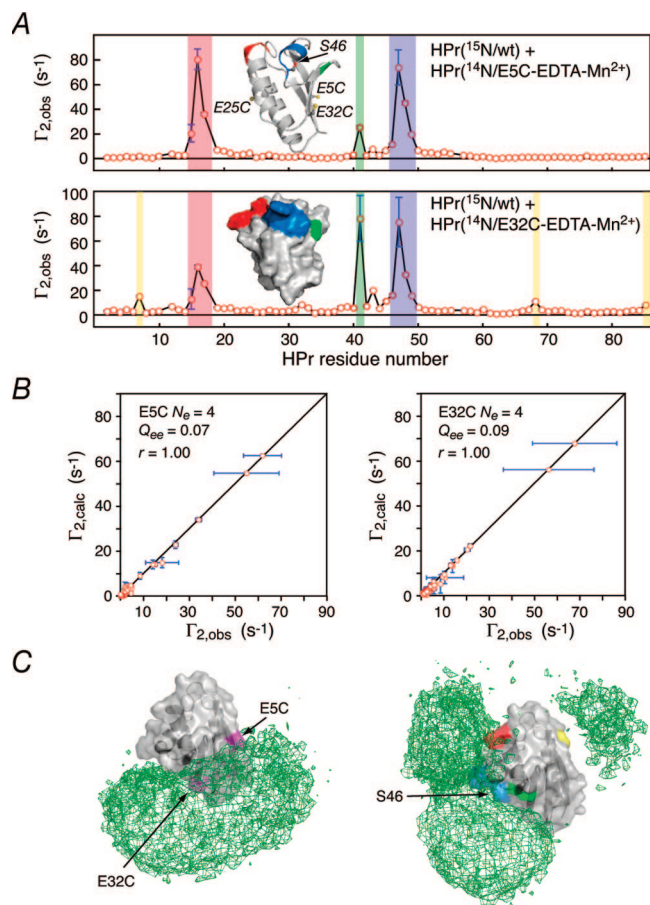 A
Γ2,obs (s-1)
80
60
40
20
0
S46
E5C
E25C
E32C
HPr(15N/wt) +
HPr(14N/E5C-EDTA-Mn2+)
Γ2,obs (s-1)
100
80
60
40
20
0
HPr(15N/wt) +
HPr(14N/E32C-EDTA-Mn2+)
10 20 30 40 50 60 70 80
HPr residue number
B
Γ2,calc (s-1)
80
60
40
20
0
E5C Ne = 4
Qee = 0.07
r = 1.00
10 30 50 70 90
Γ2,obs (s-1)
80
60
40
20
0
E32C Ne = 4
Qee = 0.09
r = 1.00
10 30 50 70 90
Γ2,obs (s-1)
C
E5C
E32C
S46